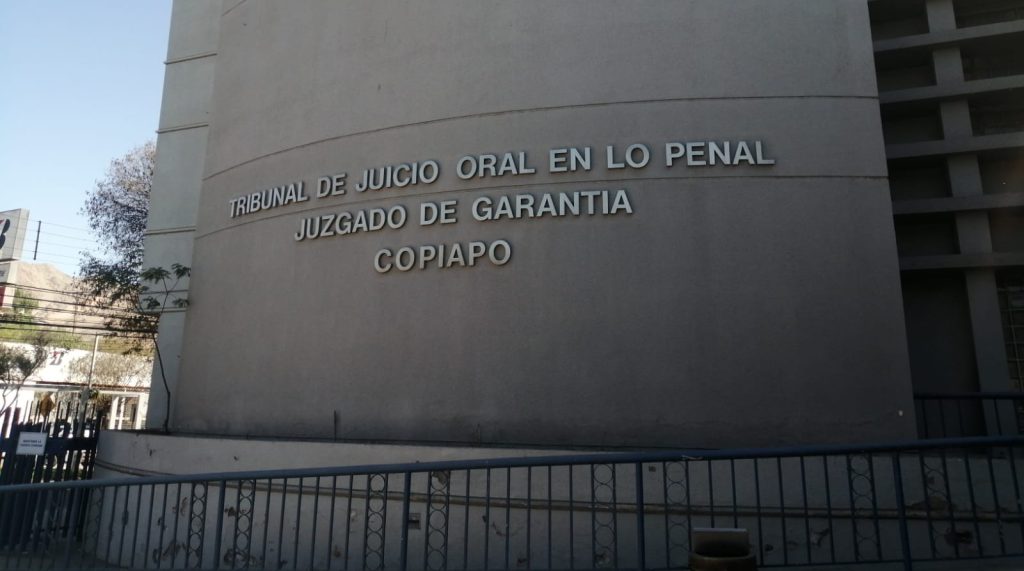 TRIBUNAL DE JUICIO ORAL EN LO PENAL
JUZGADO DE GARANTIA
COPIAPO